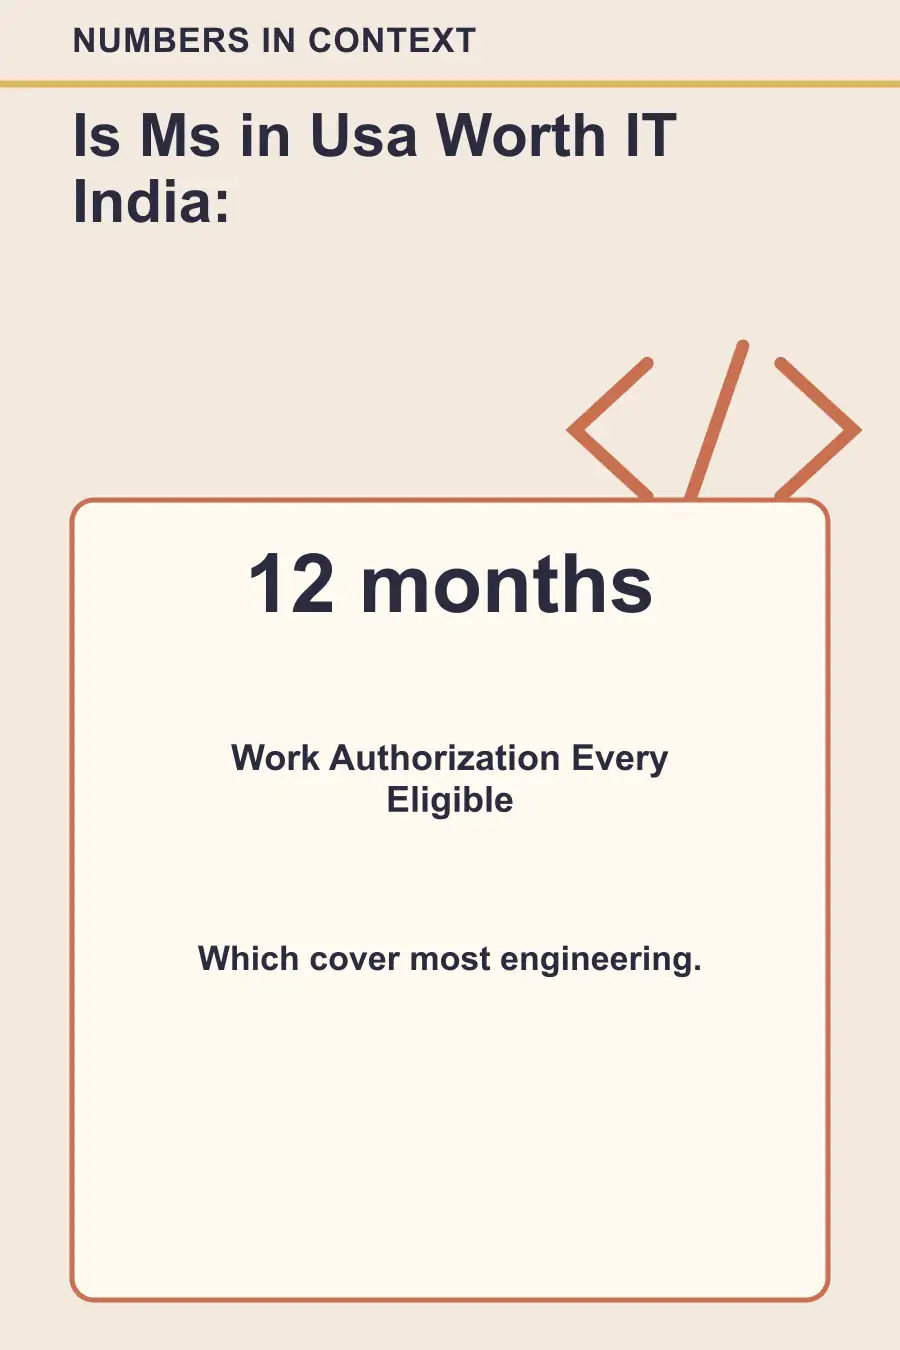 NUMBERS IN CONTEXT
Is Ms in Usa Worth IT
India:
12 months
Work Authorization Every
Eligible
Which cover most engineering.